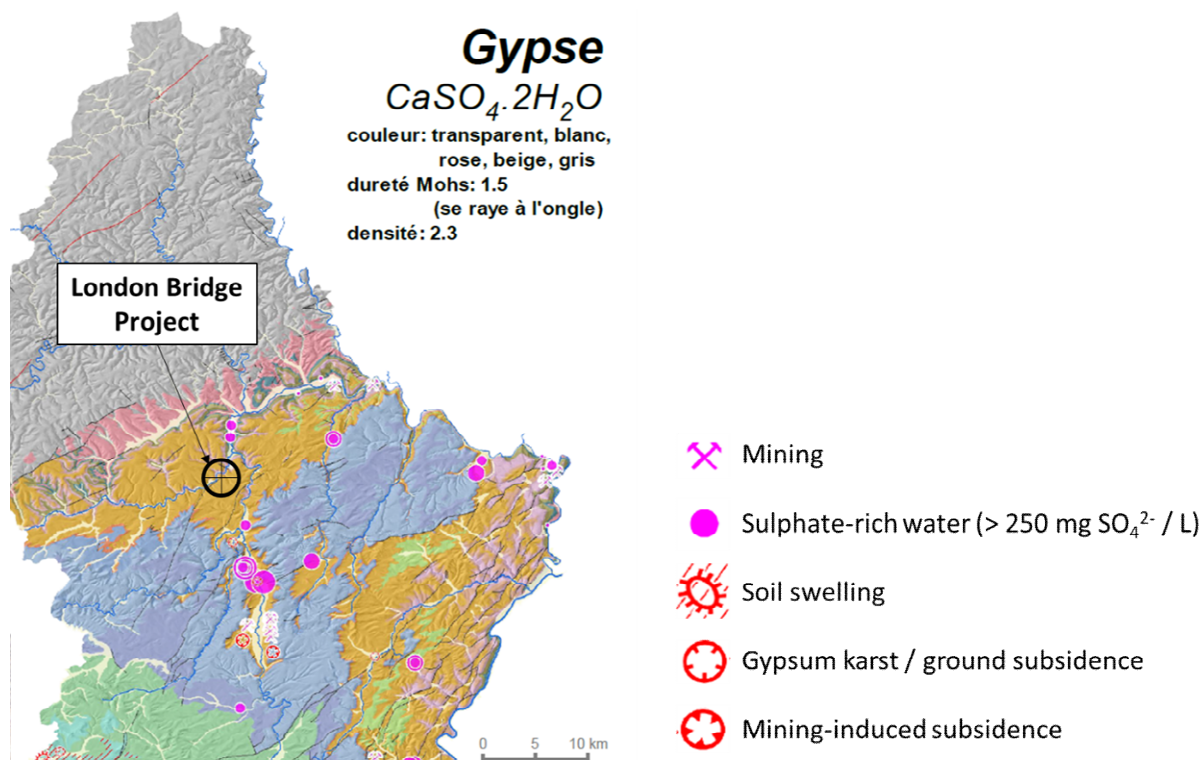 Gypse
CaSO₄.2H₂O
couleur: transparent, blanc,
rose, beige, gris
dureté Mohs: 1.5
(se raye à l'ongle)
densité: 2.3
London Bridge
Project
Mining
Sulphate-rich water (> 250 mg SO₄²⁻ / L)
Soil swelling
Gypsum karst / ground subsidence
Mining-induced subsidence
0 5 10 km